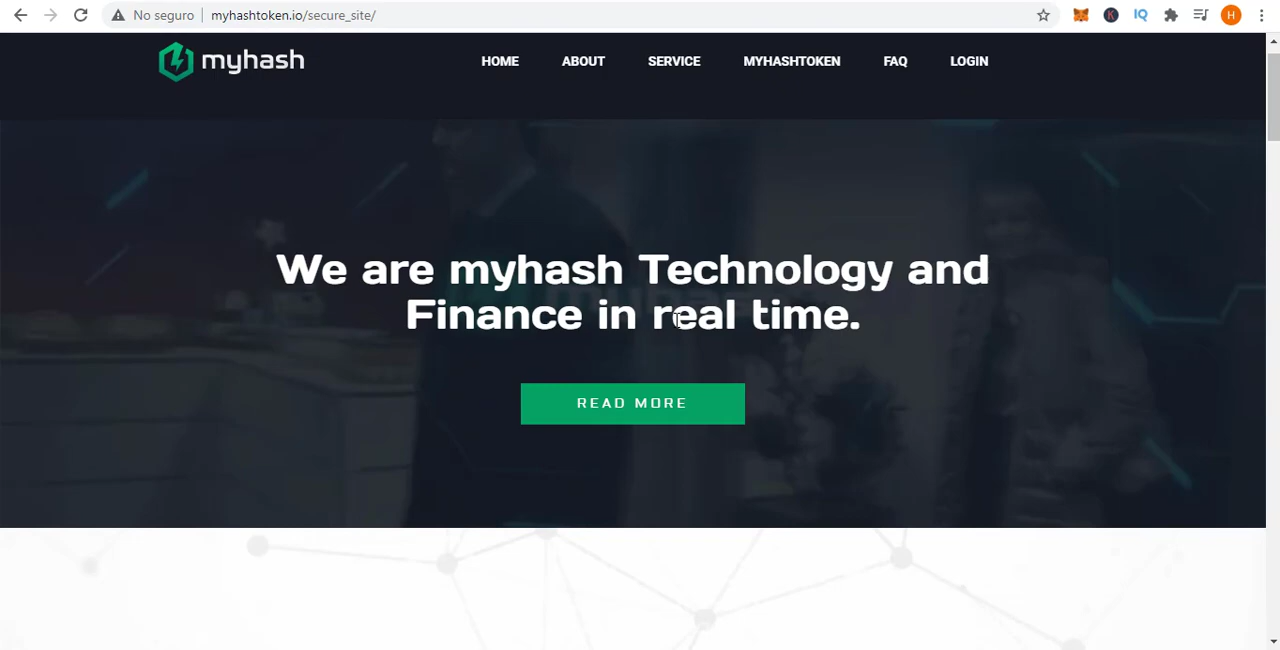 No seguro
myhashtoken.io/secure_site/
K
IQ
H
myhash
HOME
ABOUT
SERVICE
MYHASHTOKEN
FAQ
LOGIN
We are myhash Technology and
Finance in real time.
READ MORE